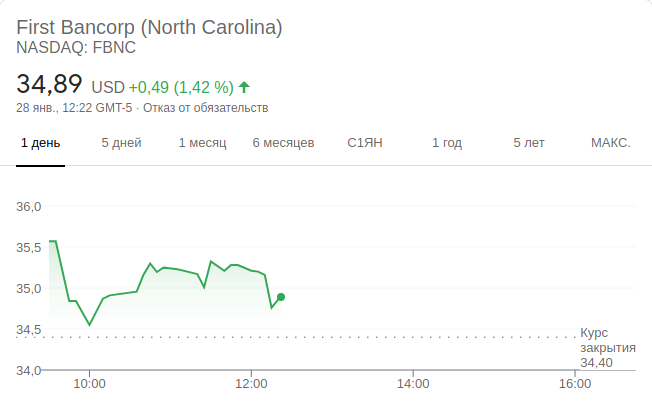 First Bancorp (North Carolina)
NASDAQ: FBNC
34,89 USD +0,49 (1,42 %)
28 янв., 12:22 GMT-5 · Отказ от обязательств
1 день 5 дней 1 месяц 6 месяцев С1ЯН 1 год 5 лет МАКС.
36,0
35,5
35,0
34,5
Курс
закрытия
34,40
34,0
10:00 12:00 14:00 16:00